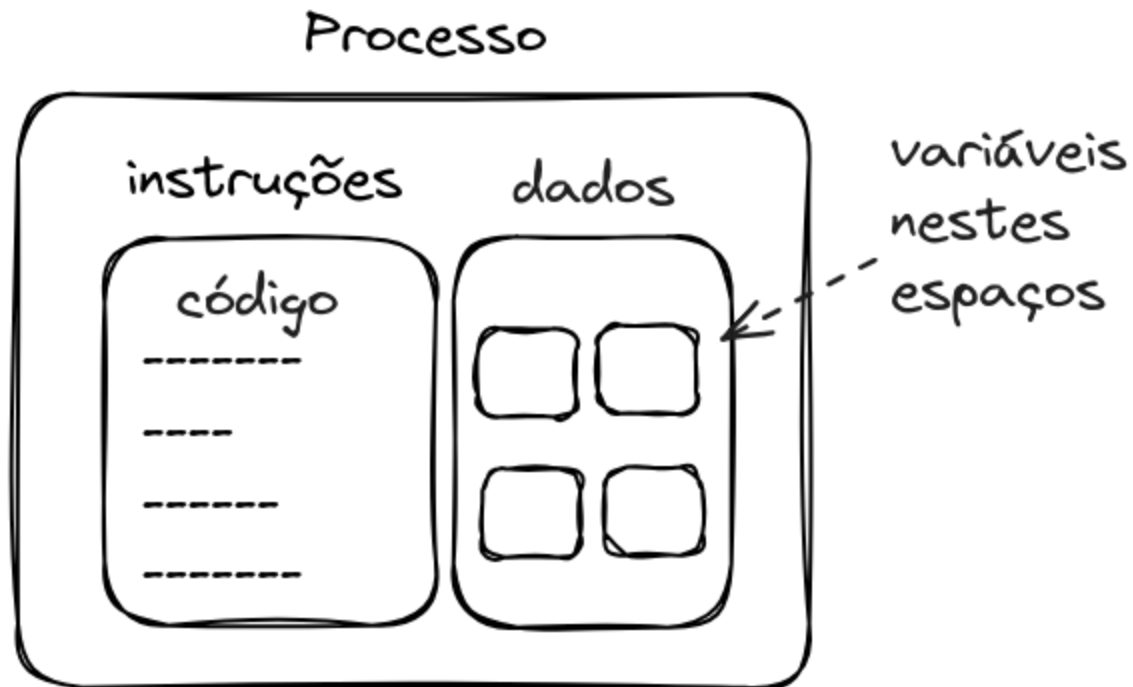 Processo
instruções
dados
código
-------
----
------
-------
variáveis
nestes
espaços